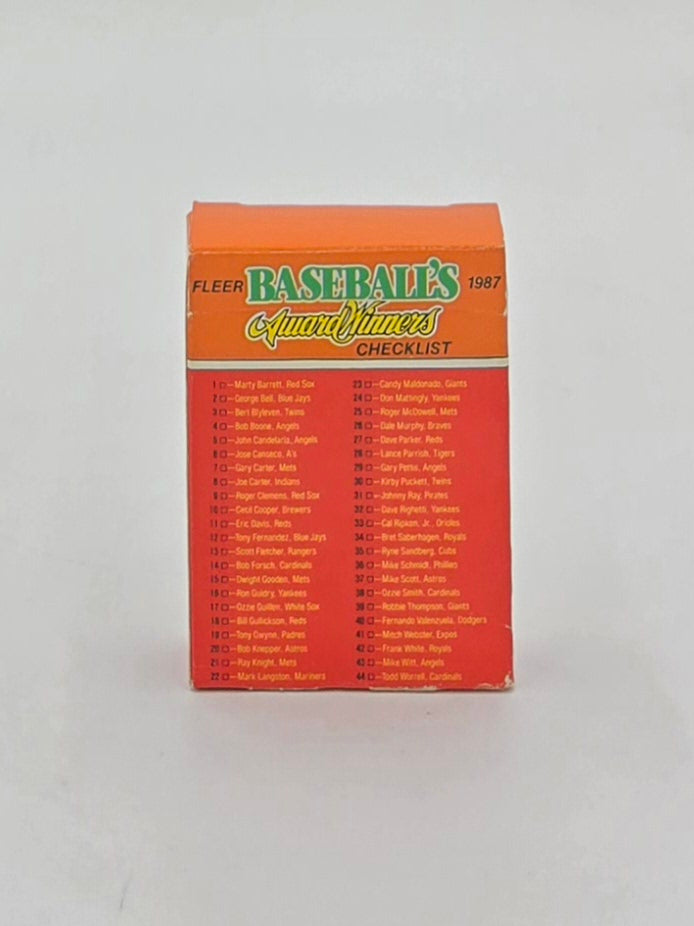 FLEER BASEBALL'S 1987
Award Winners
CHECKLIST
1 □—Marty Barrett, Red Sox
2 □—George Bell, Blue Jays
3 □—Bert Blyleven, Twins
4 □—Bob Boone, Angels
5 □—John Candelaria, Angels
6 □—Jose Canseco, A's
7 □—Gary Carter, Mets
8 □—Joe Carter, Indians
9 □—Roger Clemens, Red Sox
10 □—Cecil Cooper, Brewers
11 □—Eric Davis, Reds
12 □—Tony Fernandez, Blue Jays
13 □—Scott Fletcher, Rangers
14 □—Bob Forsch, Cardinals
15 □—Dwight Gooden, Mets
16 □—Ron Guidry, Yankees
17 □—Ozzie Guillen, White Sox
18 □—Bill Gullickson, Reds
19 □—Tony Gwynn, Padres
20 □—Bob Knepper, Astros
21 □—Ray Knight, Mets
22 □—Mark Langston, Mariners
23 □—Candy Maldonado, Giants
24 □—Don Mattingly, Yankees
25 □—Roger McDowell, Mets
26 □—Dale Murphy, Braves
27 □—Dave Parker, Reds
28 □—Lance Parrish, Tigers
29 □—Gary Pettis, Angels
30 □—Kirby Puckett, Twins
31 □—Johnny Ray, Pirates
32 □—Dave Righetti, Yankees
33 □—Cal Ripken, Jr., Orioles
34 □—Bret Saberhagen, Royals
35 □—Ryne Sandberg, Cubs
36 □—Mike Schmidt, Phillies
37 □—Mike Scott, Astros
38 □—Ozzie Smith, Cardinals
39 □—Robbie Thompson, Giants
40 □—Fernando Valenzuela, Dodgers
41 □—Mitch Webster, Expos
42 □—Frank White, Royals
43 □—Mike Witt, Angels
44 □—Todd Worrell, Cardinals